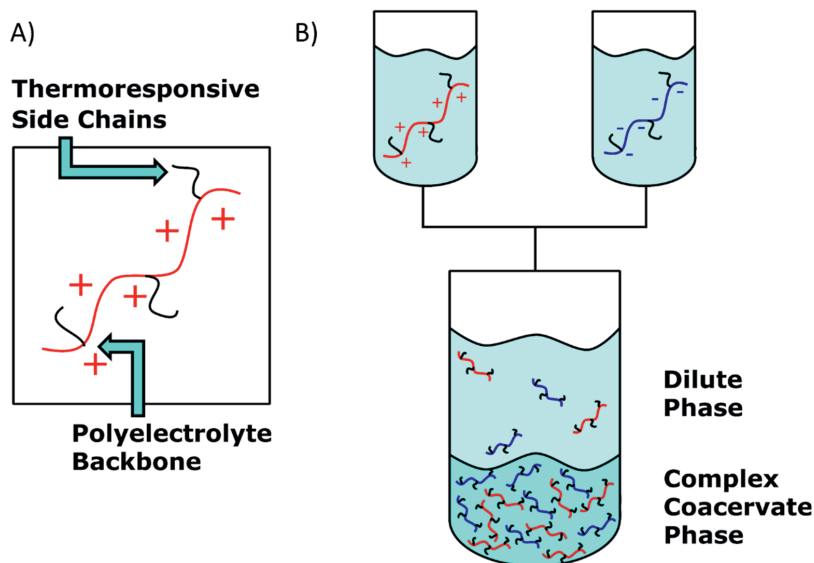 A)
Thermoresponsive
Side Chains
+
+
+
+
+
Polyelectrolyte
Backbone
B)
+
+
+
+
+
+
-
-
-
-
-
Dilute
Phase
Complex
Coacervate
Phase